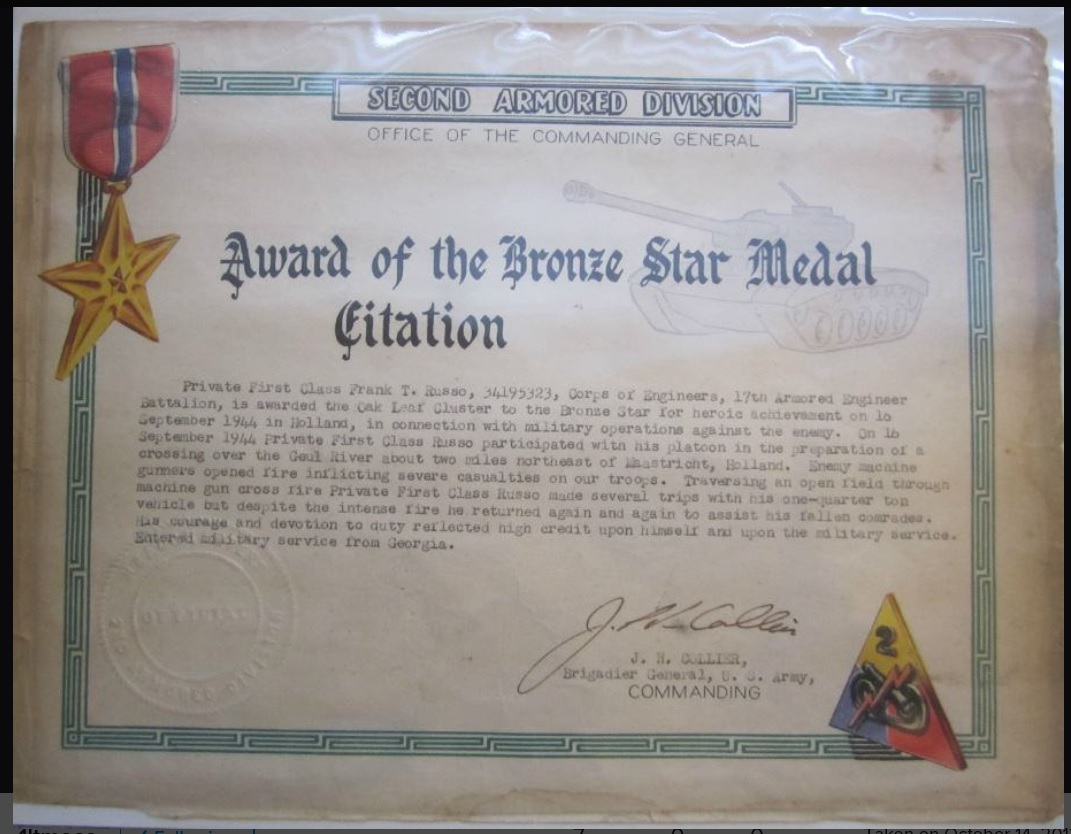 SECOND ARMORED DIVISION
OFFICE OF THE COMMANDING GENERAL
Award of the Bronze Star Medal
Citation
Private First Class Frank T. Russo, 34195323, Corps of Engineers, 17th Armored Engineer
Battalion, is awarded the Oak Leaf Cluster to the Bronze Star for heroic achievement on 16
September 1944 in Holland, in connection with military operations against the enemy. On 16
September 1944 Private First Class Russo participated with his platoon in the preparation of a
crossing over the Geul River about two miles northeast of Maastricht, Holland. Enemy machine
gunners opened fire inflicting severe casualties on our troops. Traversing an open field through
machine gun cross fire Private First Class Russo made several trips with his one-quarter ton
vehicle but despite the intense fire he returned again and again to assist his fallen comrades.
His courage and devotion to duty reflected high credit upon himself and upon the military service.
Entered military service from Georgia.
OFFICIAL
2ND ARMORED DIVISION
J. H. Collier
J. H. COLLIER,
Brigadier General, U. S. Army,
COMMANDING
2
Taken on October 14,